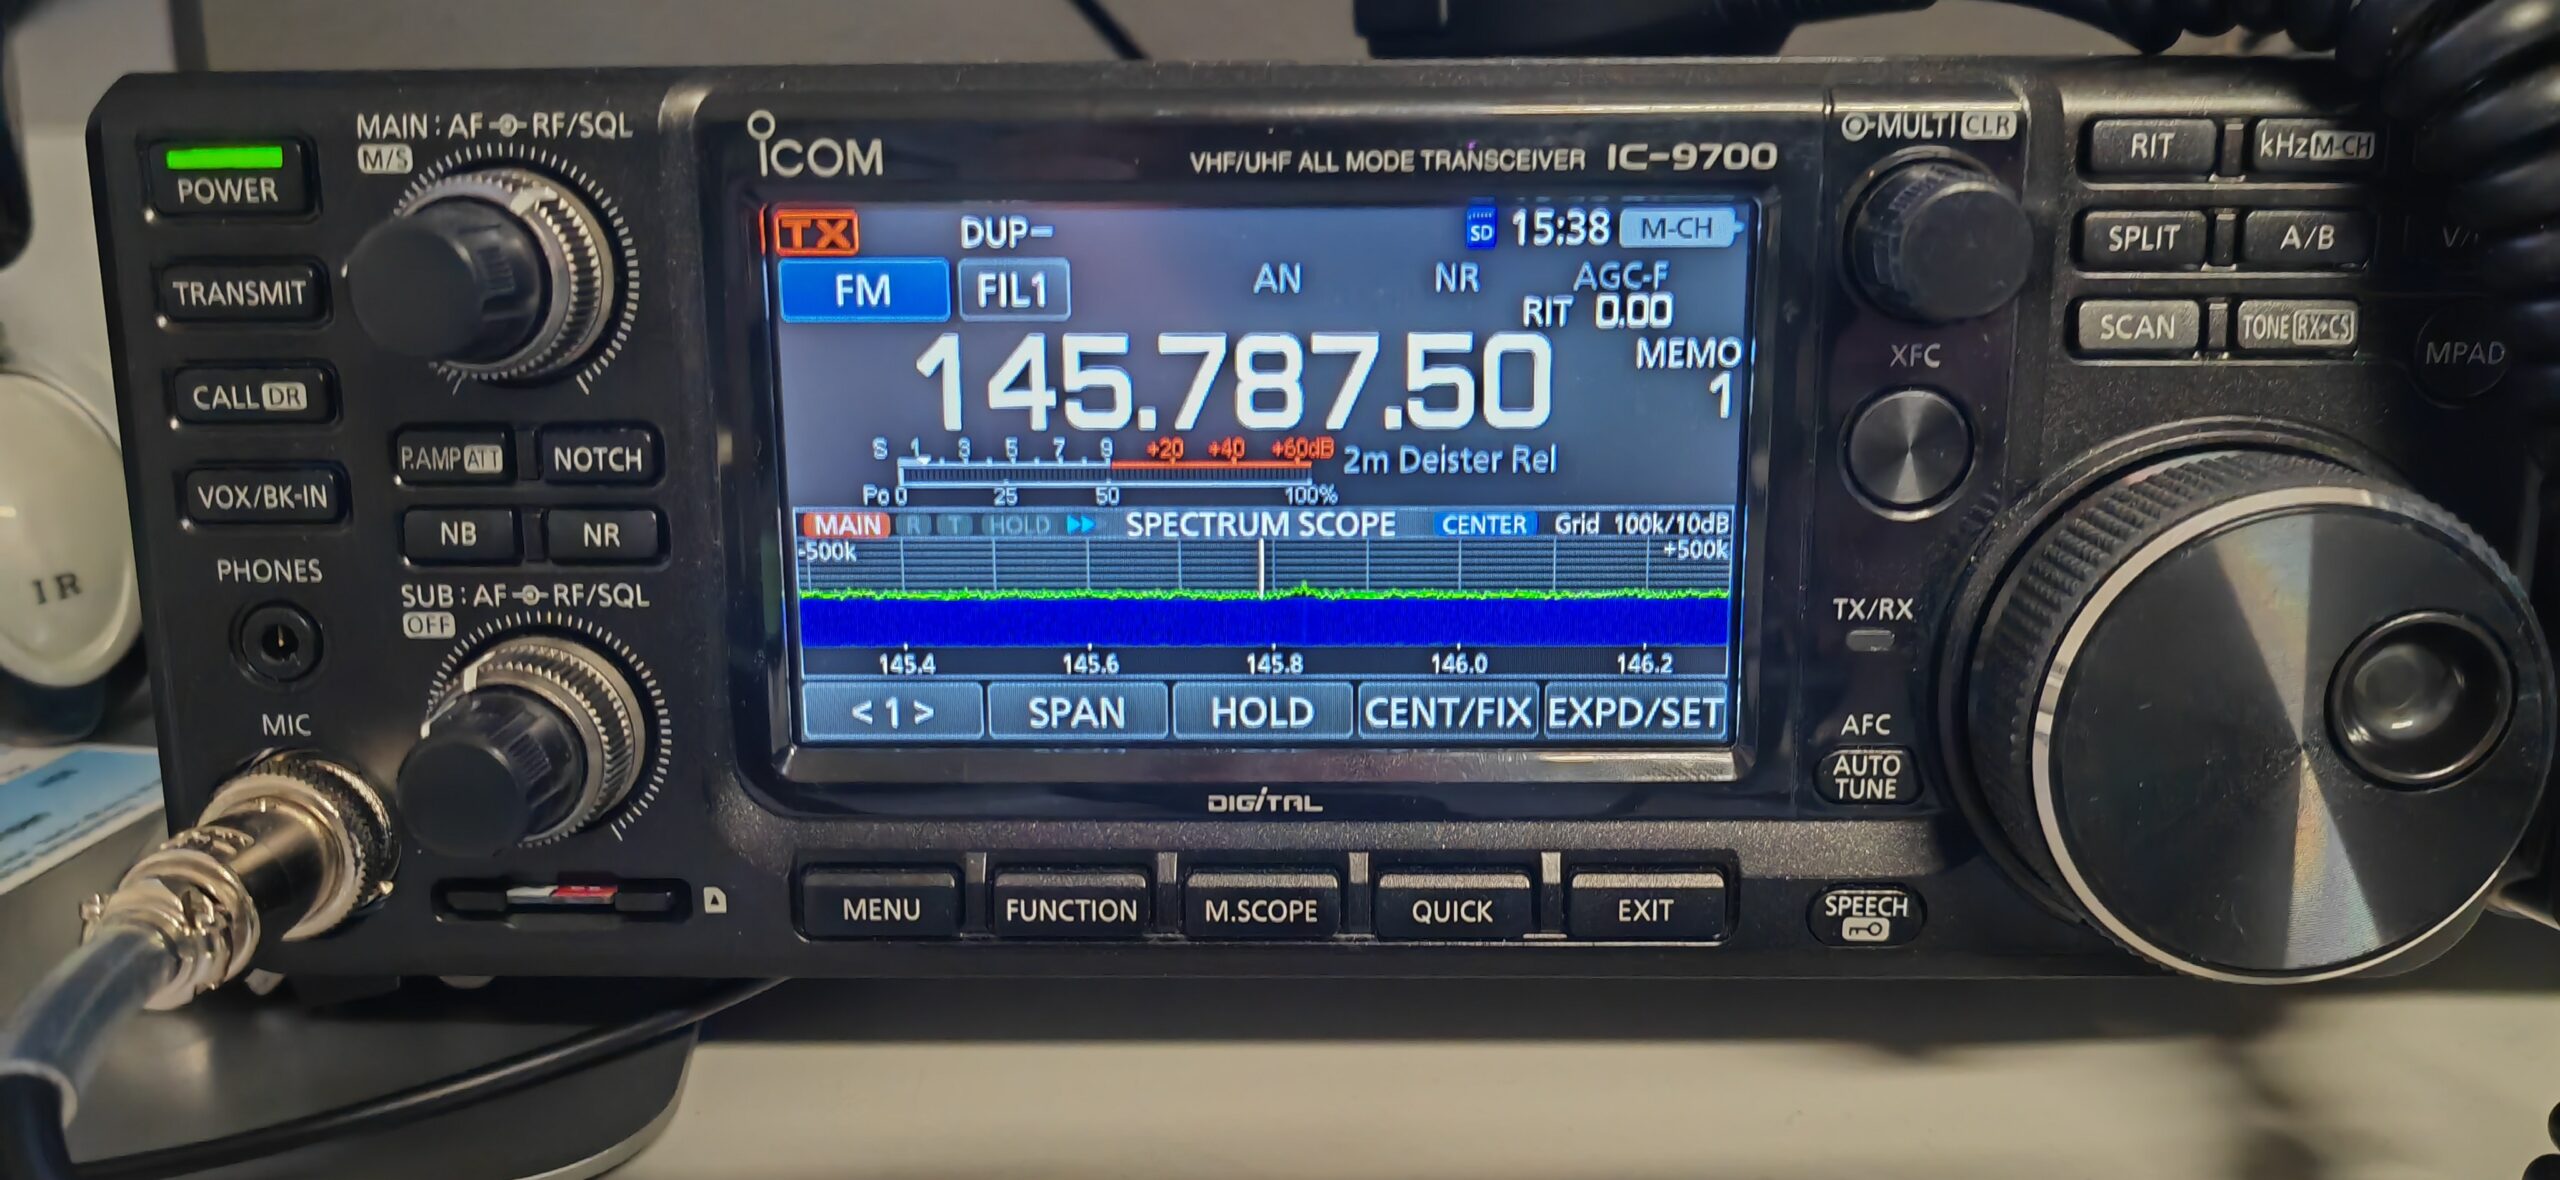 MAIN: AF RF/SQL
M/S
POWER
TRANSMIT
CALL DR
VOX/BK-IN
P.AMP ATT
NOTCH
NB
NR
PHONES
SUB: AF RF/SQL
OFF
MIC
1R
ICOM
VHF/UHF ALL MODE TRANSCEIVER IC-9700
TX DUP- SD 15:38 M-CH
FM FIL1 AN NR AGC-F
RIT 0.00
145.787.50 MEMO
1
S 1 3 5 7 9 +20 +40 +60dB 2m Deister Rel
Po 0 25 50 100%
MAIN R T HOLD SPECTRUM SCOPE CENTER Grid 100k/10dB
-500k +500k
145.4 145.6 145.8 146.0 146.2
<1> SPAN HOLD CENT/FIX EXPD/SET
DIGITAL
MENU FUNCTION M.SCOPE QUICK EXIT
MULTI CLR
RIT
kHz M-CH
SPLIT
A/B
SCAN
TONE RX→CS
MPAD
XFC
TX/RX
AFC
AUTO
TUNE
SPEECH